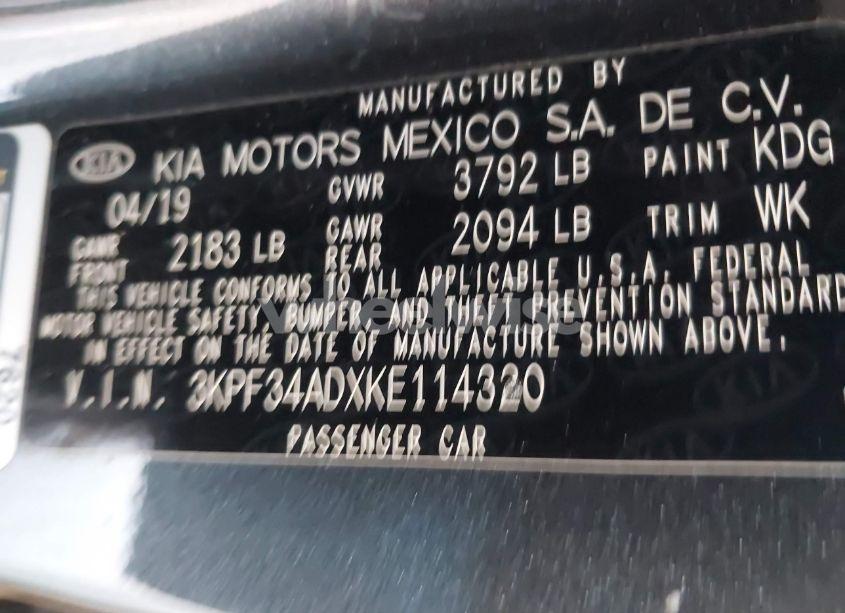 MANUFACTURED BY
KIA KIA MOTORS MEXICO S.A. DE C.V.
04/19 GVWR 3792 LB PAINT KDG
GAWR FRONT 2183 LB GAWR REAR 2094 LB TRIM WK
THIS VEHICLE CONFORMS TO ALL APPLICABLE U.S.A. FEDERAL
MOTOR VEHICLE SAFETY, BUMPER, AND THEFT PREVENTION STANDARD
IN EFFECT ON THE DATE OF MANUFACTURE SHOWN ABOVE.
V.I.N. 3KPF34ADXKE114320
PASSENGER CAR